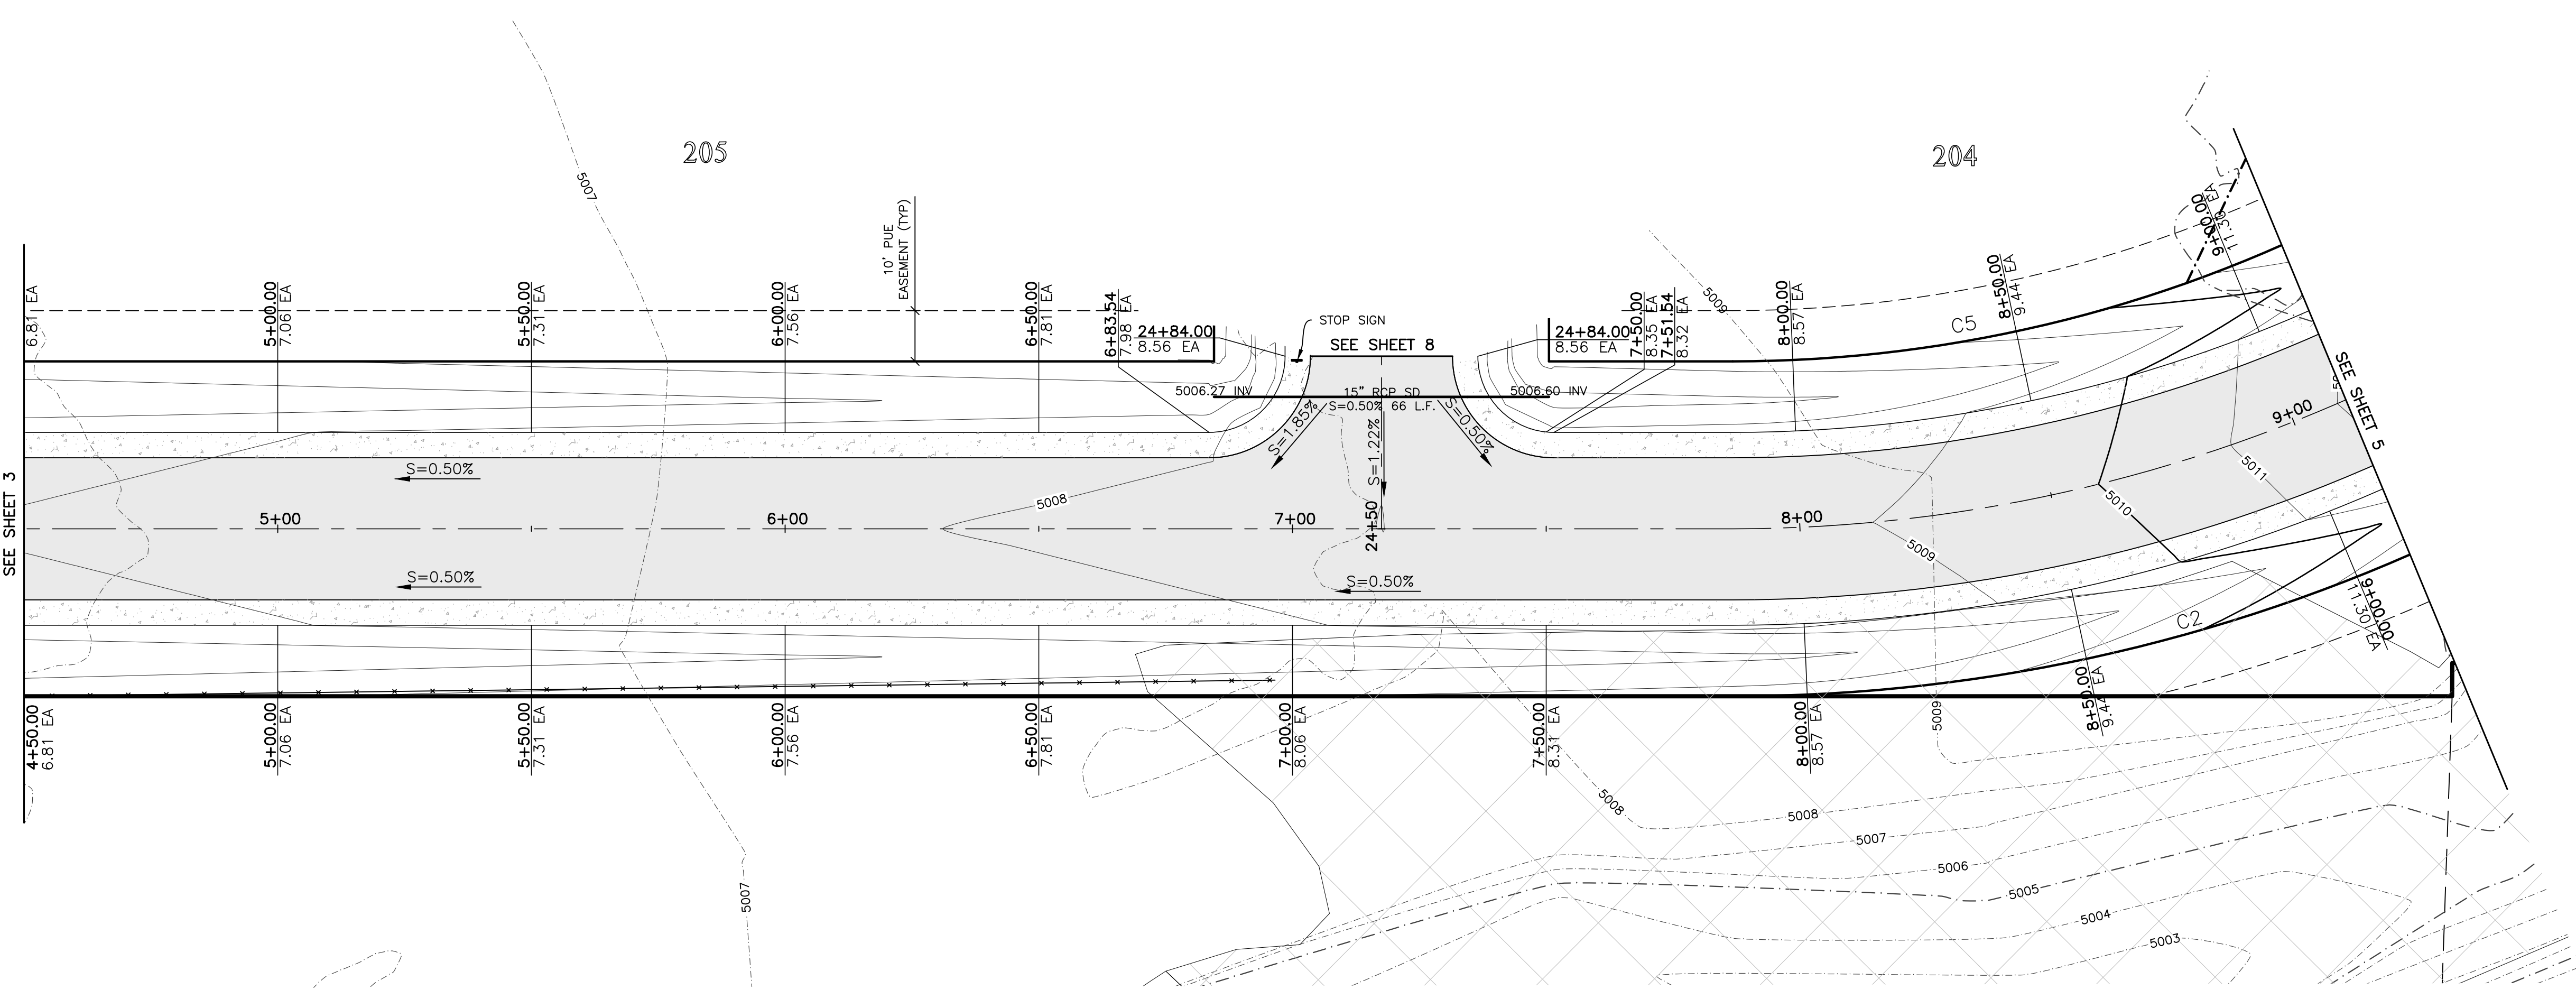 205
204
5007
10' PUE
EASEMENT (TYP)
6.81 EA
5+00.00
7.06 EA
5+50.00
7.31 EA
6+00.00
7.56 EA
6+50.00
7.81 EA
6+83.54
7.98 EA
24+84.00
8.56 EA
STOP SIGN
SEE SHEET 8
24+84.00
8.56 EA
7+50.00
8.35 EA
7+51.54
8.32 EA
5009
8+00.00
8.57 EA
C5
8+50.00
9.44 EA
9+00.00
11.30 EA
5006.27 INV
15" RCP SD
S=0.50% 66 L.F.
5006.60 INV
S=1.85%
S=1.22%
S=0.50%
SEE SHEET 3
S=0.50%
5008
5+00
6+00
7+00
24+50
8+00
9+00
SEE SHEET 5
5011
5010
5009
S=0.50%
S=0.50%
C2
4+50.00
6.81 EA
5+00.00
7.06 EA
5+50.00
7.31 EA
6+00.00
7.56 EA
6+50.00
7.81 EA
7+00.00
8.06 EA
7+50.00
8.31 EA
8+00.00
8.57 EA
8+50.00
9.44 EA
9+00.00
11.30 EA
5009
5008
5008
5007
5006
5005
5004
5003
5007